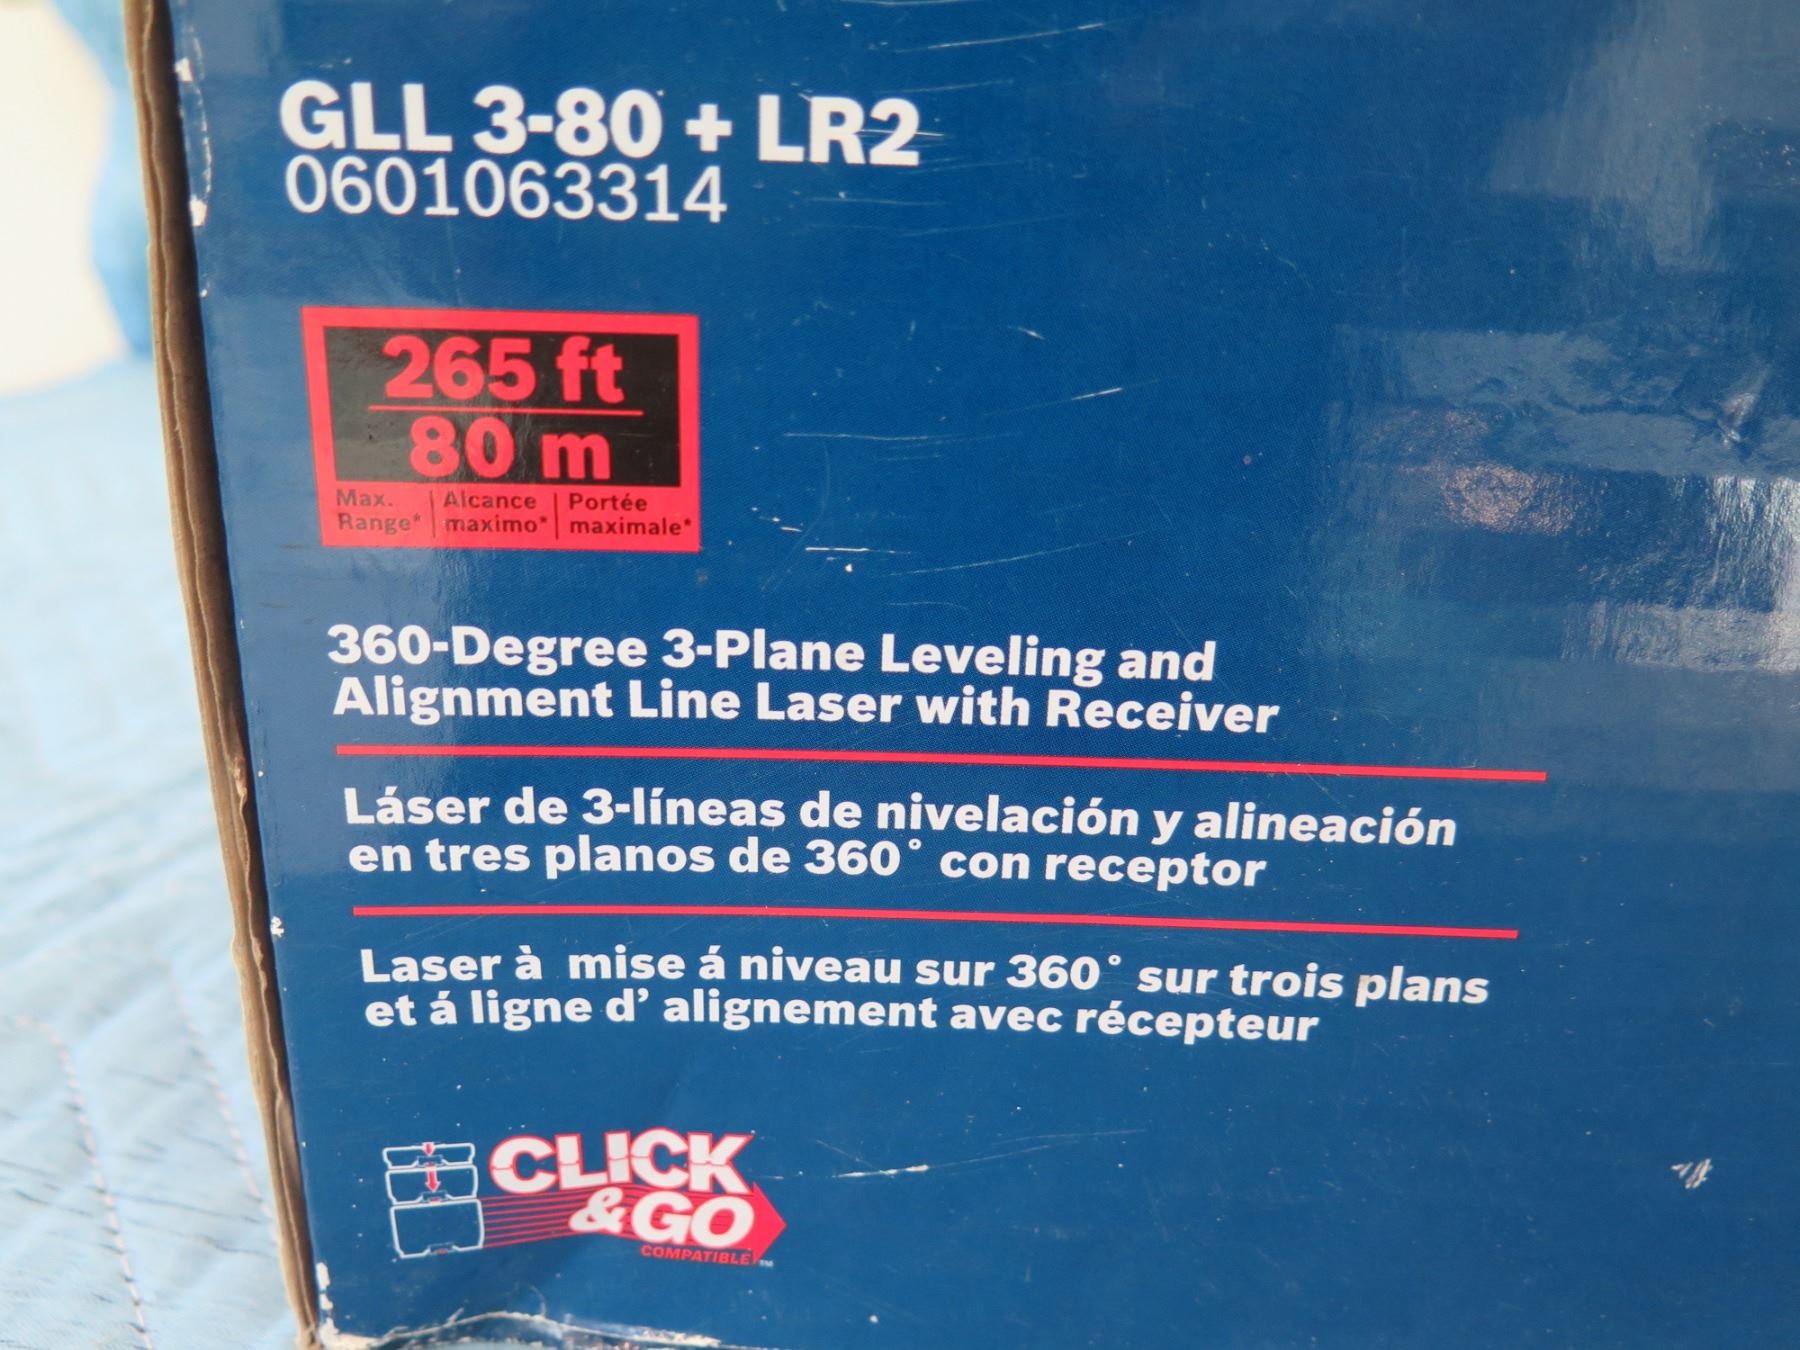 GLL 3-80 + LR2
0601063314
265 ft
80 m
Max. Range*
Alcance maximo*
Portée maximale*
360-Degree 3-Plane Leveling and
Alignment Line Laser with Receiver
Láser de 3-líneas de nivelación y alineación
en tres planos de 360° con receptor
Laser à mise á niveau sur 360° sur trois plans
et á ligne d' alignement avec récepteur
CLICK
&GO
COMPATIBLE™